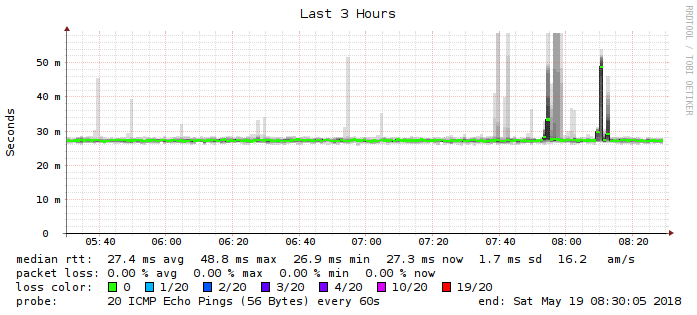 Last 3 Hours
RRDTOOL / TOBI OETIKER
Seconds
50 m
40 m
30 m
20 m
10 m
0
05:40 06:00 06:20 06:40 07:00 07:20 07:40 08:00 08:20
median rtt: 27.4 ms avg 48.8 ms max 26.9 ms min 27.3 ms now 1.7 ms sd 16.2 am/s
packet loss: 0.00 % avg 0.00 % max 0.00 % min 0.00 % now
loss color: 0 1/20 2/20 3/20 4/20 10/20 19/20
probe: 20 ICMP Echo Pings (56 Bytes) every 60s end: Sat May 19 08:30:05 2018